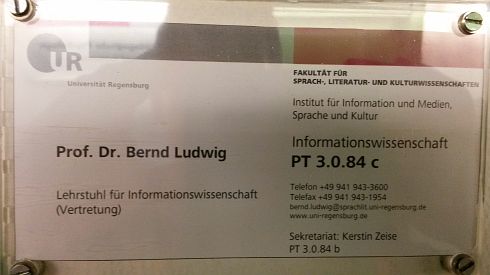 UR
Universität Regensburg
Prof. Dr. Bernd Ludwig
Lehrstuhl für Informationswissenschaft
(Vertretung)
FAKULTÄT FÜR
SPRACH-, LITERATUR- UND KULTURWISSENSCHAFTEN
Institut für Information und Medien,
Sprache und Kultur
Informationswissenschaft
PT 3.0.84 c
Telefon +49 941 943-3600
Telefax +49 941 943-1954
bernd.ludwig@sprachlit.uni-regensburg.de
www.uni-regensburg.de
Sekretariat: Kerstin Zeise
PT 3.0.84 b